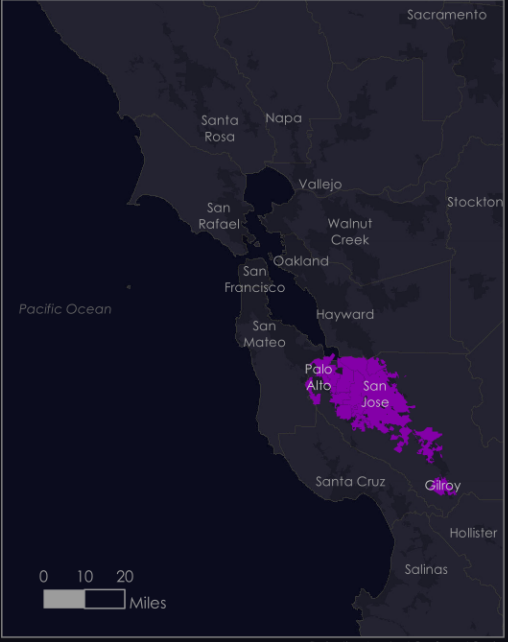 Sacramento
Santa
Rosa
Napa
Vallejo
San
Rafael
Stockton
Walnut
Creek
Oakland
San
Francisco
Pacific Ocean
Hayward
San
Mateo
Palo
Alto
San
Jose
Santa Cruz
Gilroy
Hollister
Salinas
0 10 20
Miles